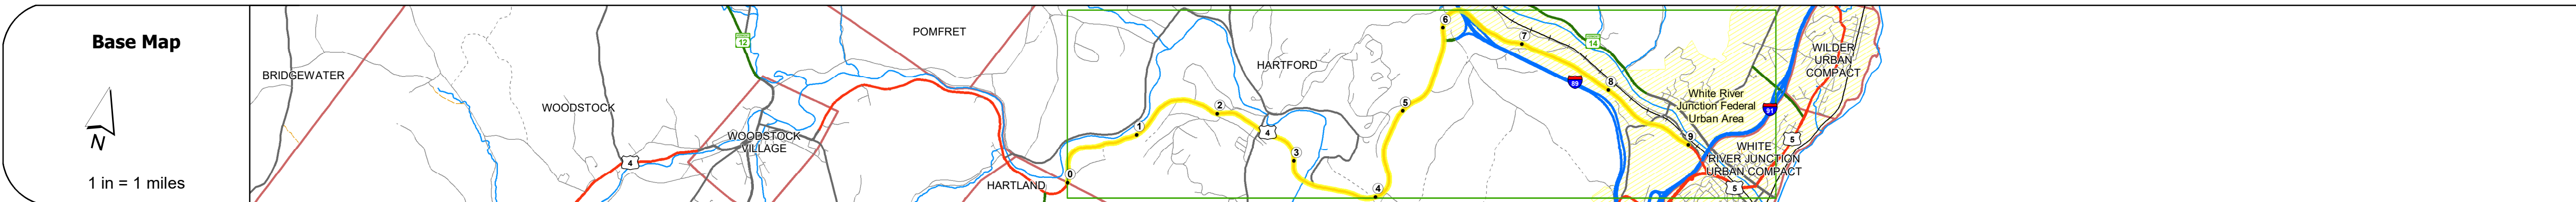 Base Map
N
1 in = 1 miles
BRIDGEWATER
WOODSTOCK
4
WOODSTOCK
VILLAGE
12
POMFRET
HARTLAND
0
1
2
HARTFORD
4
3
4
5
6
7
14
89
8
White River
Junction Federal
Urban Area
9
91
WILDER
URBAN
COMPACT
5
WHITE
RIVER JUNCTION
URBAN COMPACT
5